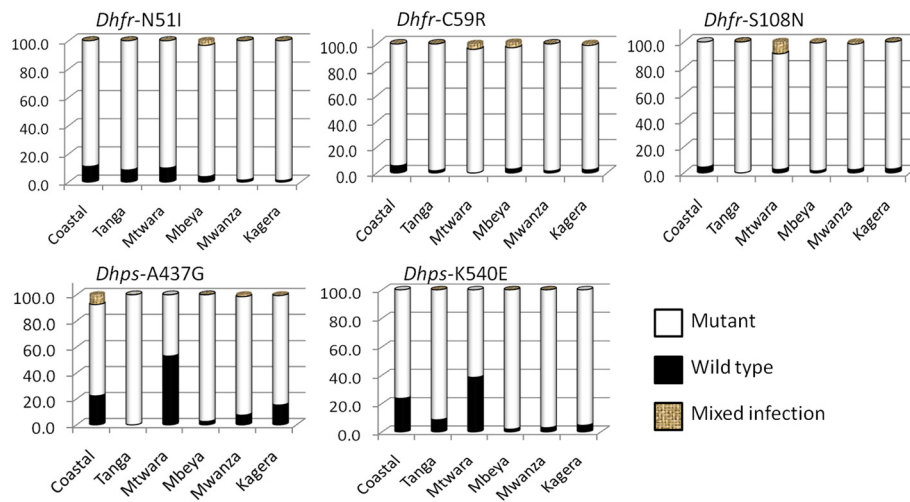 Dhfr-N51I
100.0
80.0
60.0
40.0
20.0
0.0
Coastal
Tanga
Mtwara
Mbeya
Mwanza
Kagera
Dhfr-C59R
100.0
80.0
60.0
40.0
20.0
0.0
Coastal
Tanga
Mtwara
Mbeya
Mwanza
Kagera
Dhfr-S108N
100.0
80.0
60.0
40.0
20.0
0.0
Coastal
Tanga
Mtwara
Mbeya
Mwanza
Kagera
Dhps-A437G
100.0
80.0
60.0
40.0
20.0
0.0
Coastal
Tanga
Mtwara
Mbeya
Mwanza
Kagera
Dhps-K540E
100.0
80.0
60.0
40.0
20.0
0.0
Coastal
Tanga
Mtwara
Mbeya
Mwanza
Kagera
Mutant
Wild type
Mixed infection